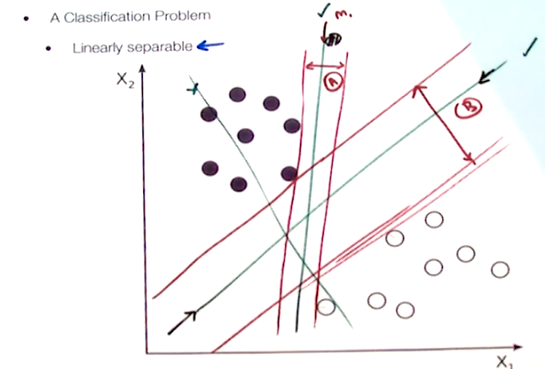 A Classification Problem
Linearly separable
X₂
m.
A
B
X₁